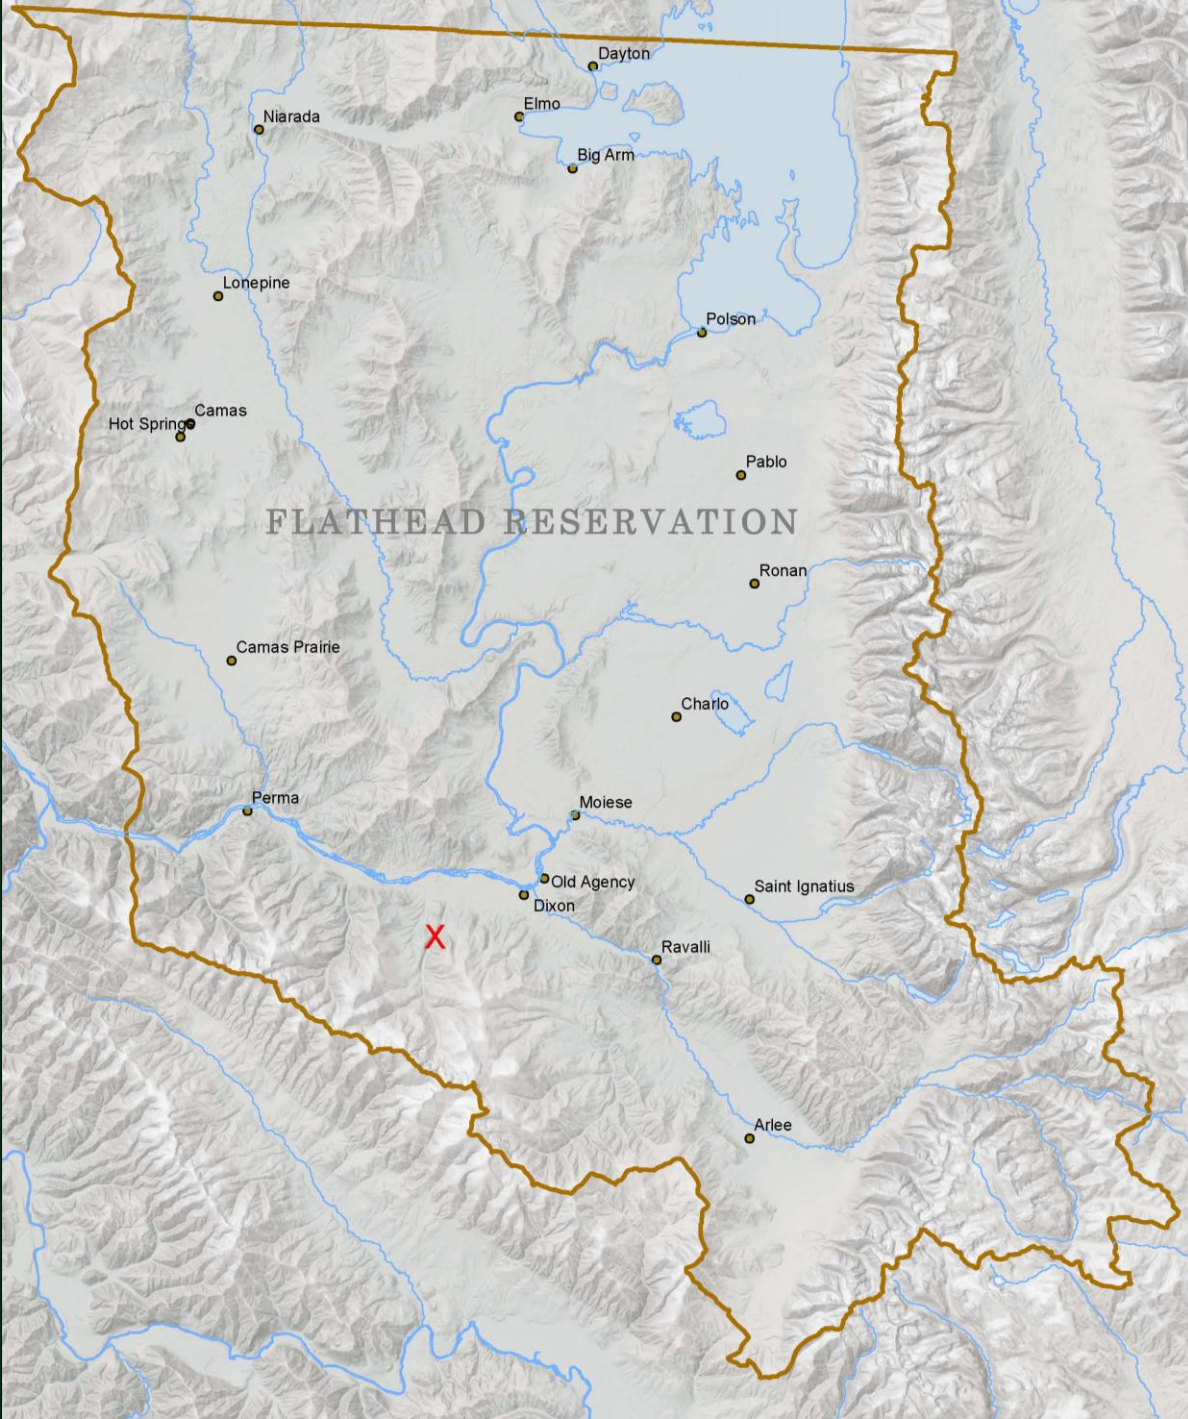 Dayton
Elmo
Niarada
Big Arm
Lonepine
Polson
Camas
Hot Springs
Pablo
FLATHEAD RESERVATION
Ronan
Camas Prairie
Charlo
Perma
Moiese
Old Agency
Saint Ignatius
Dixon
X
Ravalli
Arlee